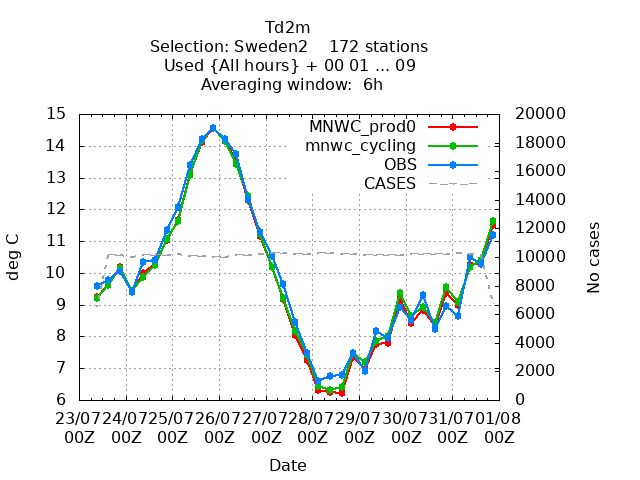 Td2m
Selection: Sweden2    172 stations
Used {All hours} + 00 01 ... 09
Averaging window:  6h
MNWC_prod0
mnwc_cycling
OBS
CASES
deg C
15
14
13
12
11
10
9
8
7
6
No cases
20000
18000
16000
14000
12000
10000
8000
6000
4000
2000
0
23/07 24/07 25/07 26/07 27/07 28/07 29/07 30/07 31/07 01/08
00Z 00Z 00Z 00Z 00Z 00Z 00Z 00Z 00Z 00Z
Date